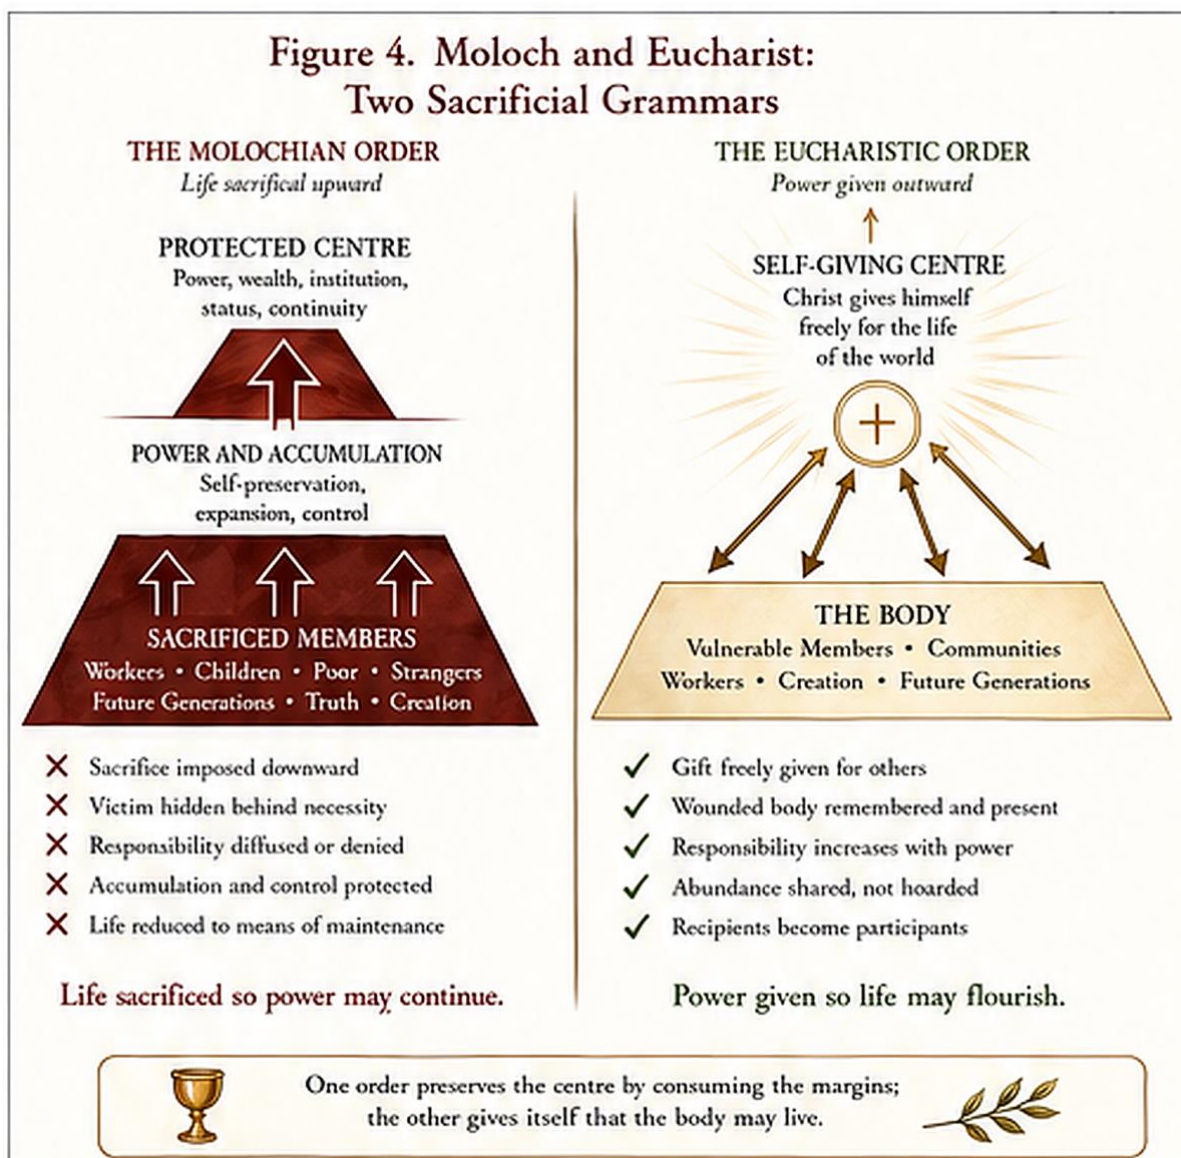 Figure 4. Moloch and Eucharist:
Two Sacrificial Grammars
THE MOLOCHIAN ORDER
Life sacrifical upward
PROTECTED CENTRE
Power, wealth, institution,
status, continuity
POWER AND ACCUMULATION
Self-preservation,
expansion, control
SACRIFICED MEMBERS
Workers • Children • Poor • Strangers
Future Generations • Truth • Creation
✗ Sacrifice imposed downward
✗ Victim hidden behind necessity
✗ Responsibility diffused or denied
✗ Accumulation and control protected
✗ Life reduced to means of maintenance
Life sacrificed so power may continue.
THE EUCHARISTIC ORDER
Power given outward
SELF-GIVING CENTRE
Christ gives himself
freely for the life
of the world
THE BODY
Vulnerable Members • Communities
Workers • Creation • Future Generations
✓ Gift freely given for others
✓ Wounded body remembered and present
✓ Responsibility increases with power
✓ Abundance shared, not hoarded
✓ Recipients become participants
Power given so life may flourish.
One order preserves the centre by consuming the margins;
the other gives itself that the body may live.